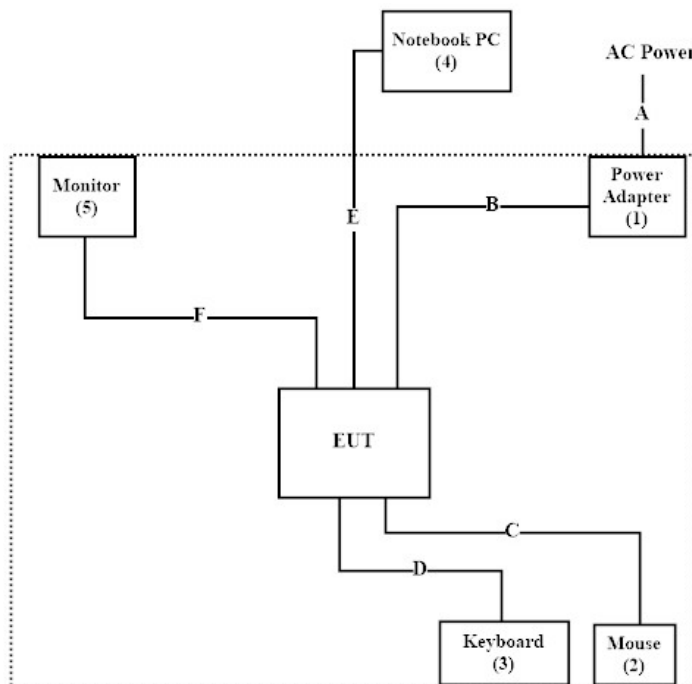 Notebook PC
(4)
AC Power
A
Monitor
(5)
Power
Adapter
(1)
B
E
F
EUT
C
D
Keyboard
(3)
Mouse
(2)